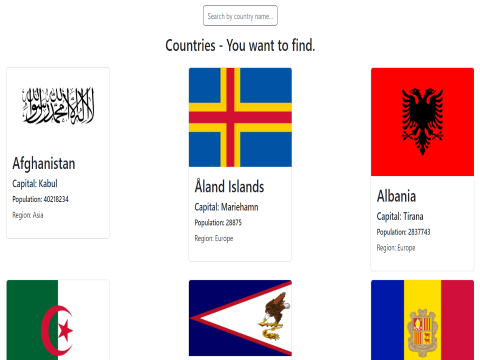 Search by country name...
Countries - You want to find.
لا إله إلا الله محمد رسول الله
Afghanistan
Capital: Kabul
Population: 40218234
Region: Asia
Åland Islands
Capital: Mariehamn
Population: 28875
Region: Europe
Albania
Capital: Tirana
Population: 2837743
Region: Europe